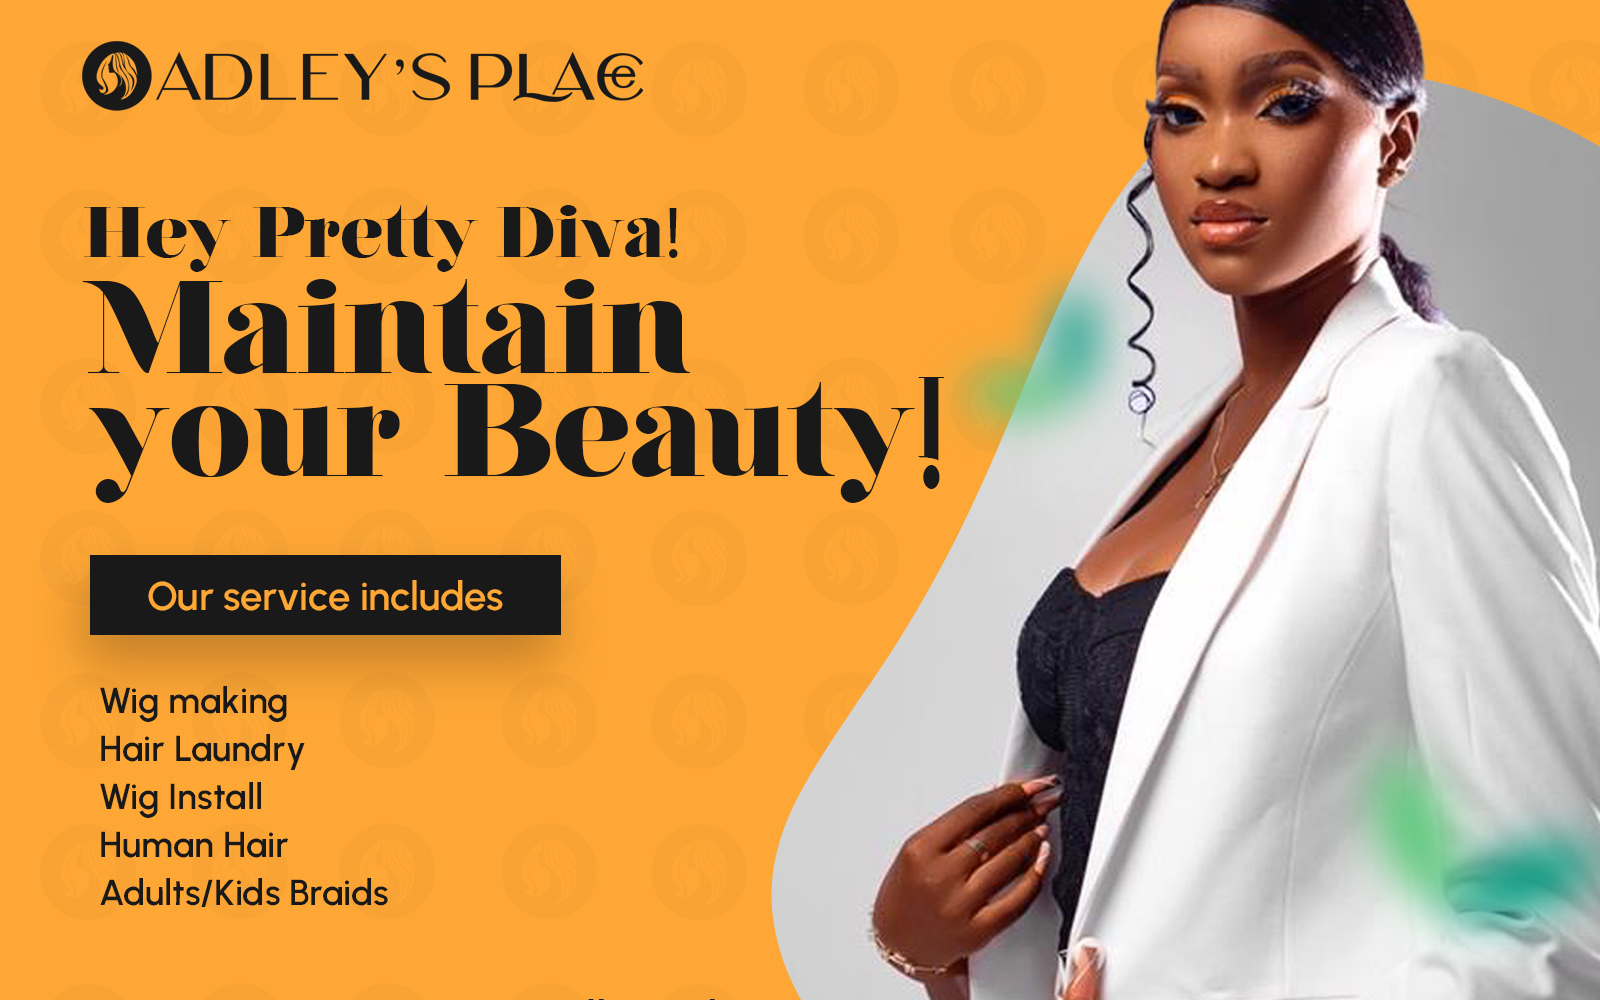 ADLEY'S PLACE
Hey Pretty Diva!
Maintain
your Beauty!
Our service includes
Wig making
Hair Laundry
Wig Install
Human Hair
Adults/Kids Braids